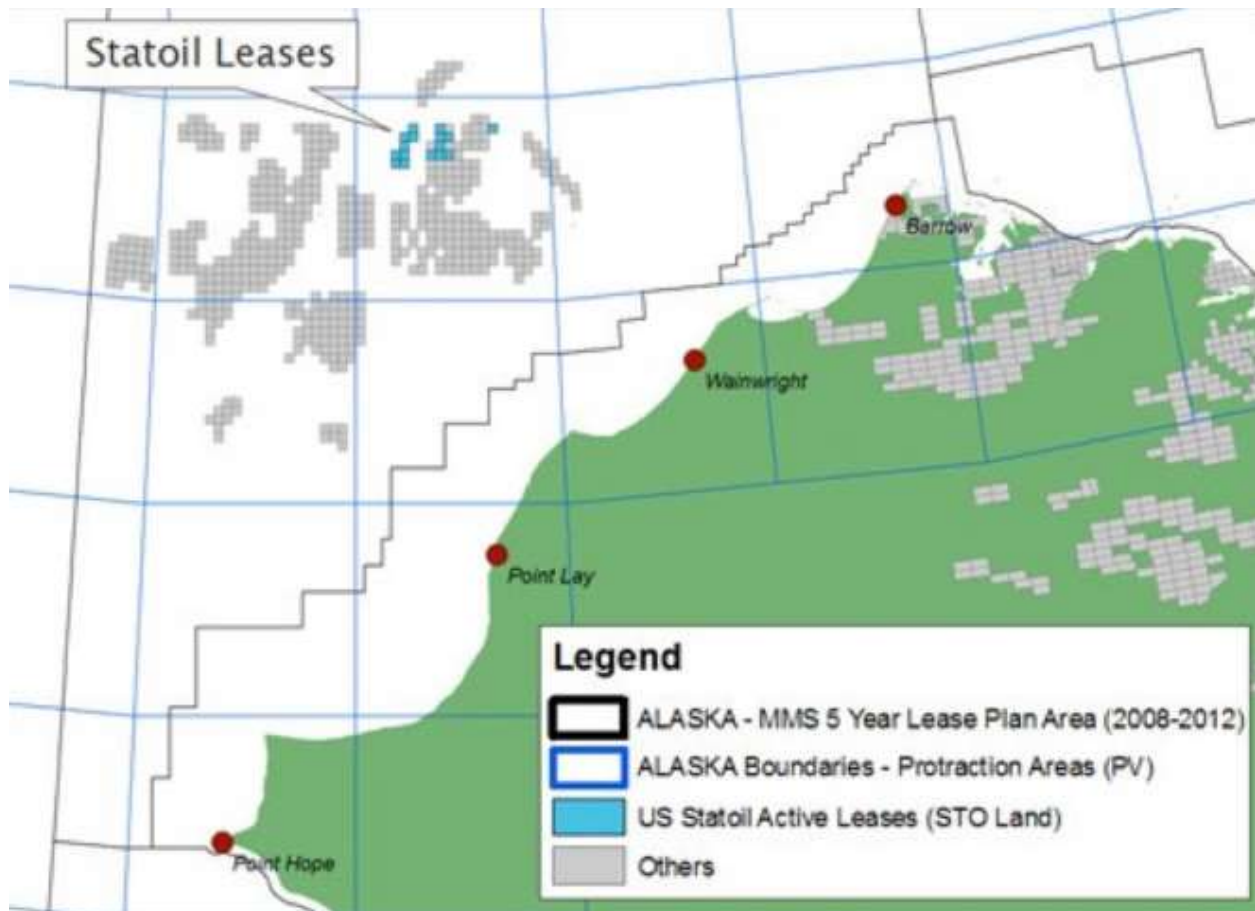 Statoil Leases
Barrow
Wainwright
Point Lay
Point Hope
Legend
ALASKA - MMS 5 Year Lease Plan Area (2008-2012)
ALASKA Boundaries - Protraction Areas (PV)
US Statoil Active Leases (STO Land)
Others